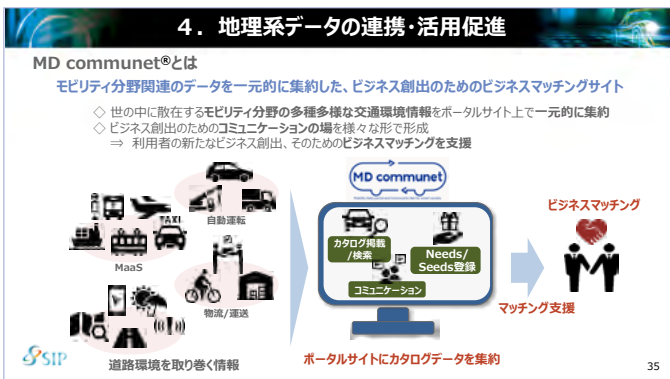 4．地理系データの連携・活用促進
MD communet®とは
モビリティ分野関連のデータを一元的に集約した、ビジネス創出のためのビジネスマッチングサイト
◇ 世の中に散在するモビリティ分野の多種多様な交通環境情報をポータルサイト上で一元的に集約
◇ ビジネス創出のためのコミュニケーションの場を様々な形で形成
⇒ 利用者の新たなビジネス創出、そのためのビジネスマッチングを支援
自動運転
TAXI
MaaS
物流/運送
道路環境を取り巻く情報
MD communet
カタログ掲載
/検索
Needs/
Seeds登録
コミュニケーション
ポータルサイトにカタログデータを集約
ビジネスマッチング
マッチング支援
SIP
35